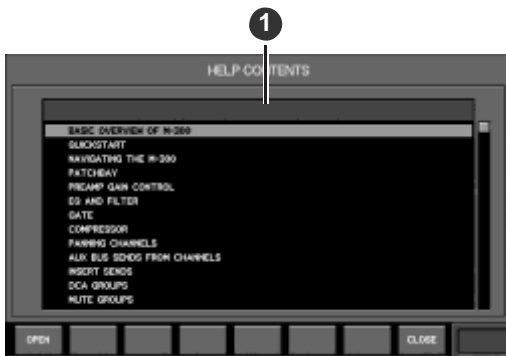 1
HELP CONTENTS
BASIC OVERVIEW OF M-300
QUICKSTART
NAVIGATING THE M-300
PATCHBAY
PREAMP GAIN CONTROL
EQ AND FILTER
GATE
COMPRESSOR
PANNING CHANNELS
AUX BUS SENDS FROM CHANNELS
INSERT SENDS
DCA GROUPS
MUTE GROUPS
OPEN
CLOSE